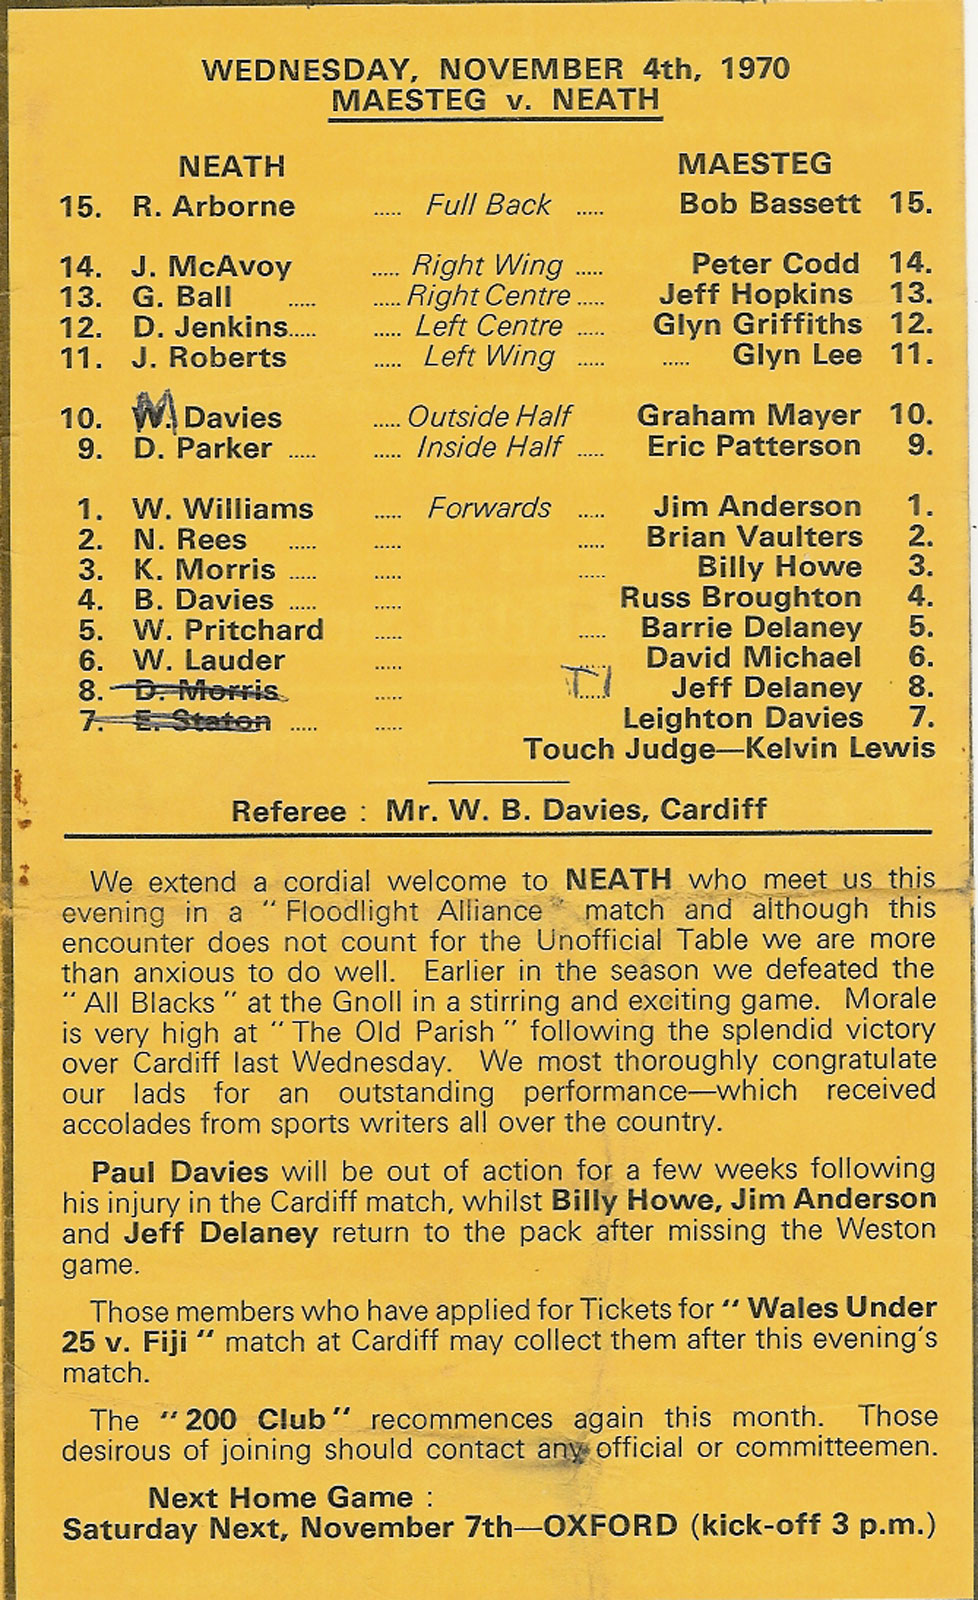 WEDNESDAY, NOVEMBER 4th, 1970
MAESTEG v. NEATH
NEATH MAESTEG
15. R. Arborne ..... Full Back ..... Bob Bassett 15.
14. J. McAvoy ..... Right Wing ..... Peter Codd 14.
13. G. Ball ..... ..... Right Centre ..... Jeff Hopkins 13.
12. D. Jenkins ..... ..... Left Centre ..... Glyn Griffiths 12.
11. J. Roberts ..... Left Wing ..... ..... Glyn Lee 11.
10. M Davies ..... Outside Half Graham Mayer 10.
9. D. Parker ..... ..... Inside Half ..... Eric Patterson 9.
1. W. Williams ..... Forwards ..... Jim Anderson 1.
2. N. Rees ..... ..... ..... Brian Vaulters 2.
3. K. Morris ..... ..... ..... Billy Howe 3.
4. B. Davies ..... ..... Russ Broughton 4.
5. W. Pritchard ..... ..... Barrie Delaney 5.
6. W. Lauder ..... ..... David Michael 6.
8. D. Morris ..... T1 ..... Jeff Delaney 8.
7. E. Staton ..... ..... Leighton Davies 7.
Touch Judge—Kelvin Lewis
Referee : Mr. W. B. Davies, Cardiff
We extend a cordial welcome to NEATH who meet us this
evening in a "Floodlight Alliance" match and although this
encounter does not count for the Unofficial Table we are more
than anxious to do well. Earlier in the season we defeated the
"All Blacks" at the Gnoll in a stirring and exciting game. Morale
is very high at "The Old Parish" following the splendid victory
over Cardiff last Wednesday. We most thoroughly congratulate
our lads for an outstanding performance—which received
accolades from sports writers all over the country.
Paul Davies will be out of action for a few weeks following
his injury in the Cardiff match, whilst Billy Howe, Jim Anderson
and Jeff Delaney return to the pack after missing the Weston
game.
Those members who have applied for Tickets for "Wales Under
25 v. Fiji" match at Cardiff may collect them after this evening's
match.
The "200 Club" recommences again this month. Those
desirous of joining should contact any official or committeemen.
Next Home Game :
Saturday Next, November 7th—OXFORD (kick-off 3 p.m.)